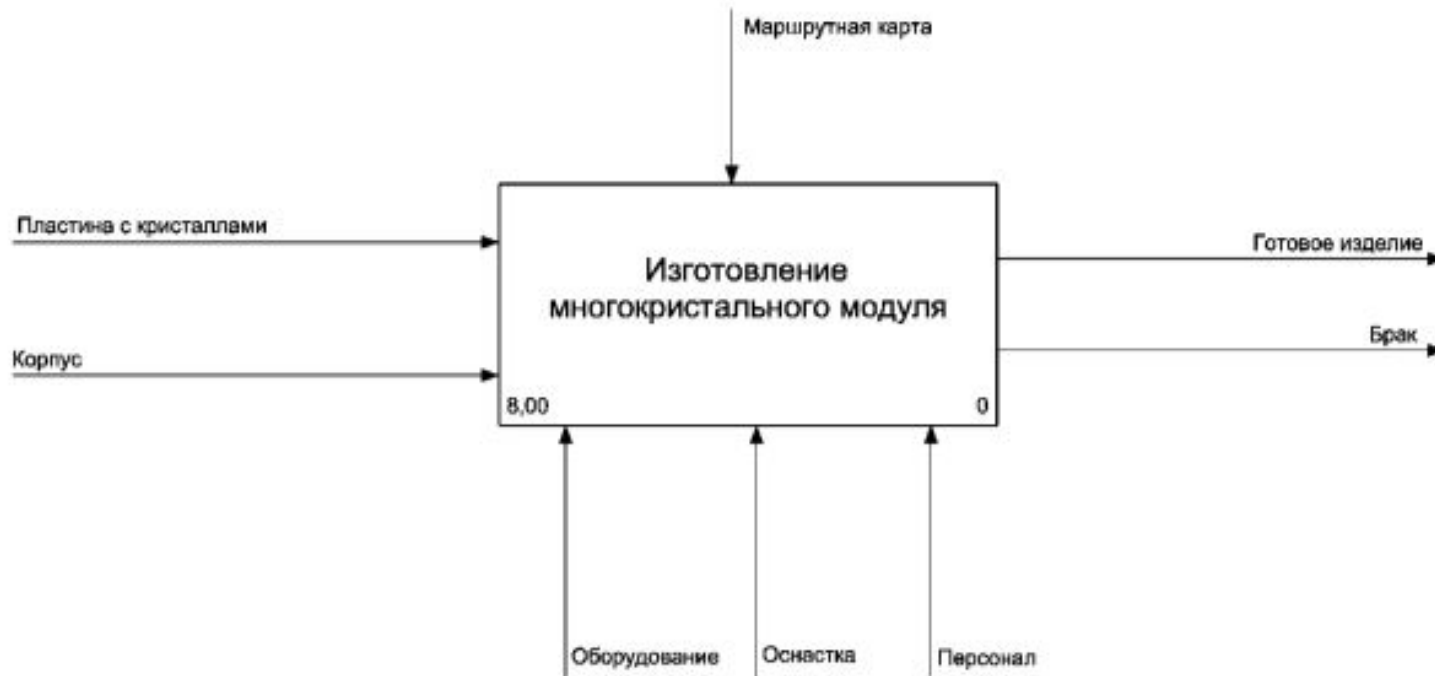 Маршрутная карта
Пластина с кристаллами
Готовое изделие
Изготовление
многокристального модуля
Брак
Корпус
8,00
0
Оборудование
Оснастка
Персонал